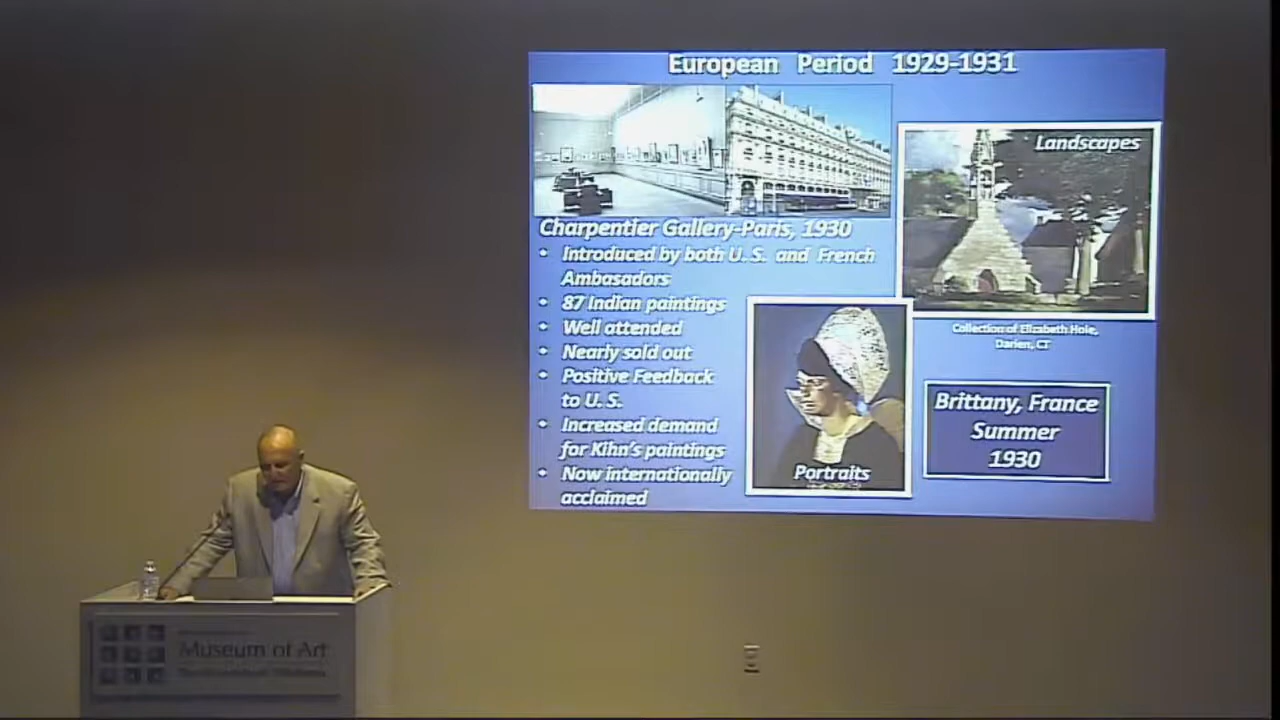 European Period 1929-1931
Landscapes
Charpentier Gallery-Paris, 1930
• Introduced by both U. S. and French
Ambasadors
• 87 Indian paintings
• Well attended
• Nearly sold out
• Positive Feedback
to U. S.
• Increased demand
for Kihn's paintings
• Now internationally
acclaimed
Portraits
Collection of Elizabeth Hole,
Darien, CT
Brittany, France
Summer
1930
Museum of Art